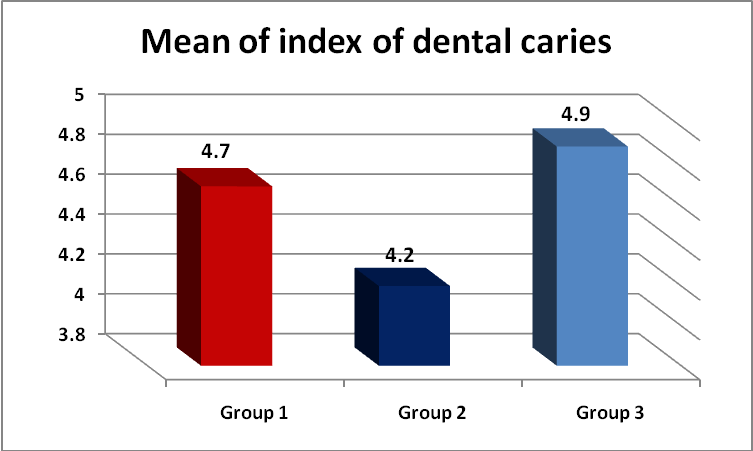 Mean of index of dental caries
5
4.8
4.6
4.4
4.2
4
3.8
4.7
4.2
4.9
Group 1
Group 2
Group 3